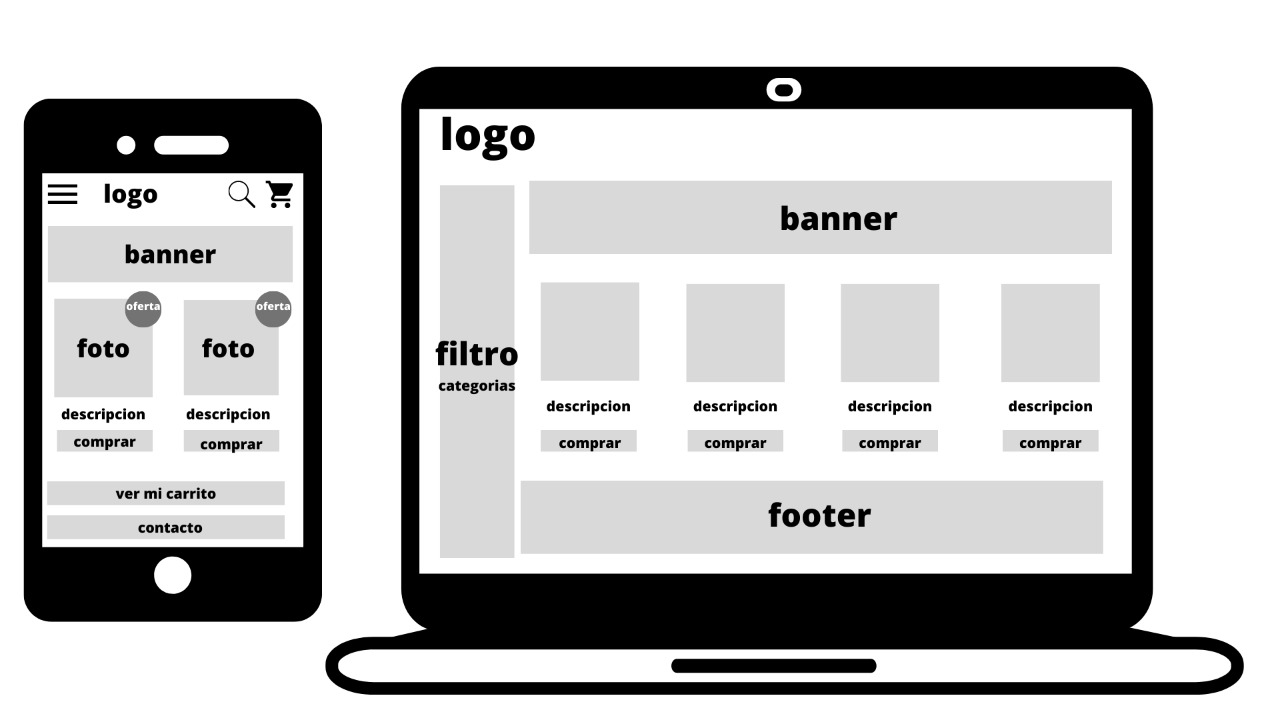 logo
banner
oferta
oferta
foto
foto
descripcion
descripcion
comprar
comprar
ver mi carrito
contacto
logo
banner
filtro
categorias
descripcion
descripcion
descripcion
descripcion
comprar
comprar
comprar
comprar
footer